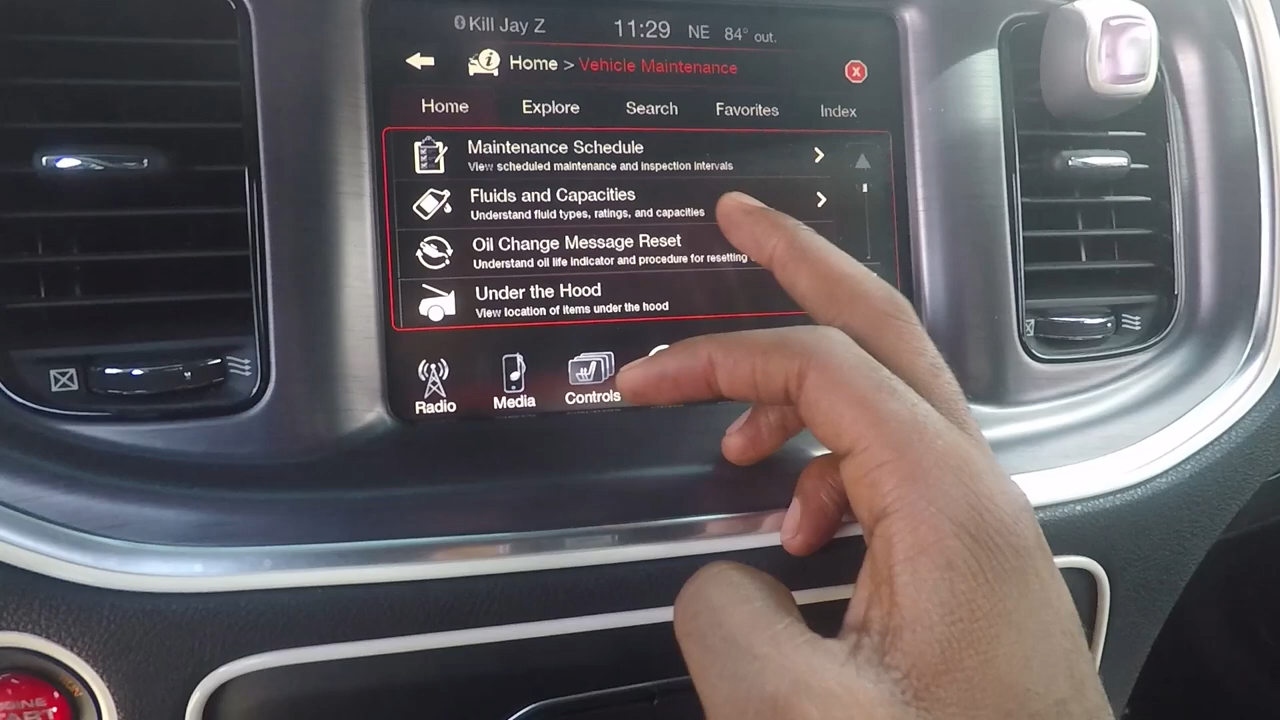 Kill Jay Z 11:29 NE 84° out.
Home > Vehicle Maintenance
Home Explore Search Favorites Index
Maintenance Schedule
View scheduled maintenance and inspection intervals
Fluids and Capacities
Understand fluid types, ratings, and capacities
Oil Change Message Reset
Understand oil life indicator and procedure for resetting
Under the Hood
View location of items under the hood
Radio Media Controls